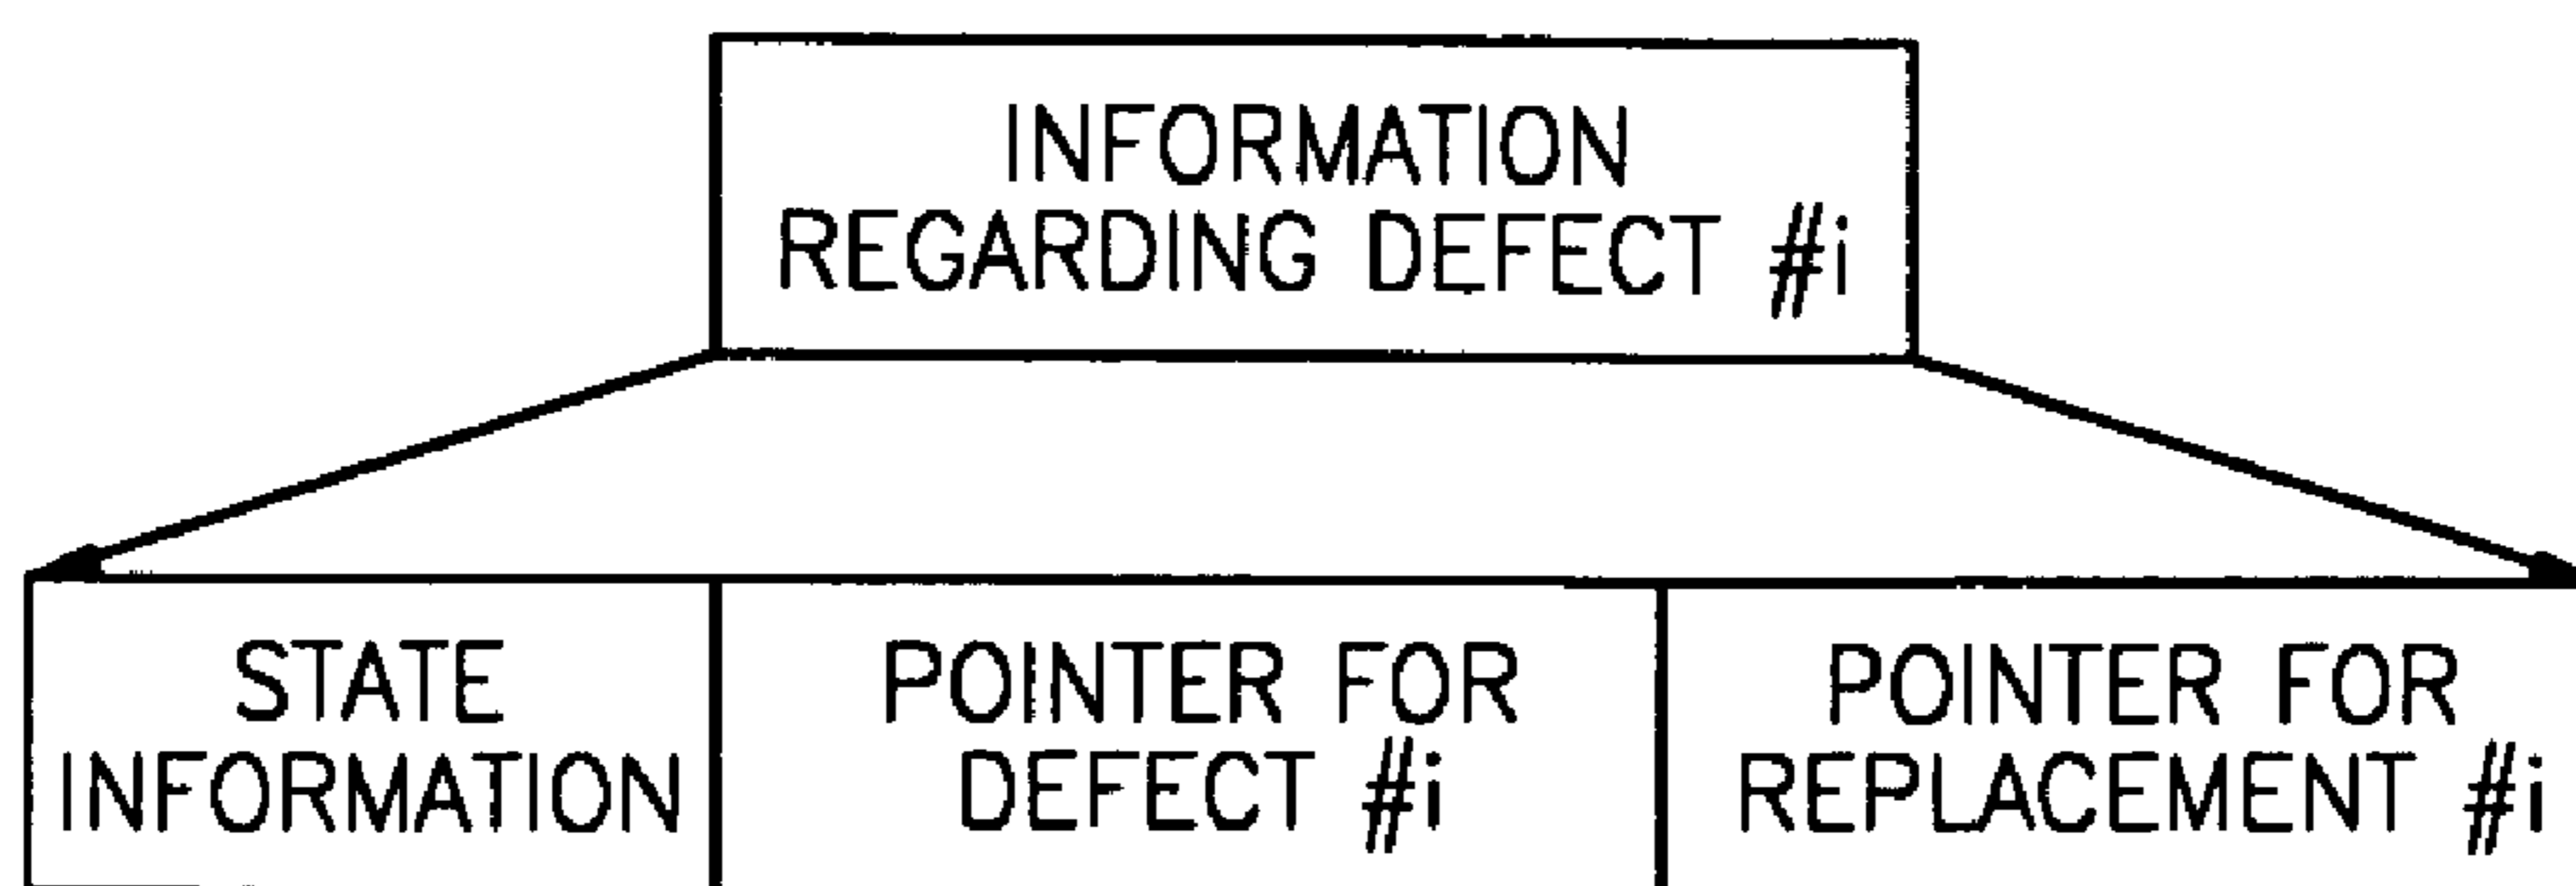 INFORMATION
REGARDING DEFECT #i
STATE
INFORMATION
POINTER FOR
DEFECT #i
POINTER FOR
REPLACEMENT #i